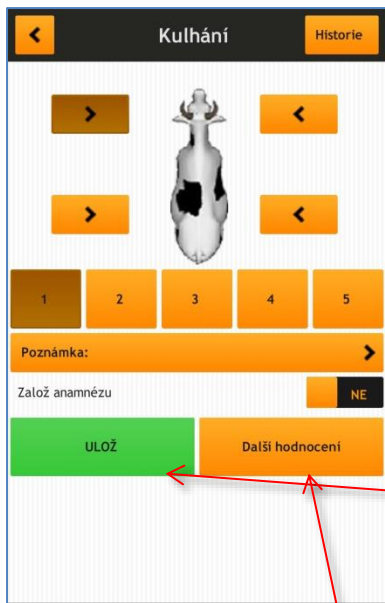 Kulhání Historie
1 2 3 4 5
Poznámka:
Založ anamnézu NE
ULOŽ Další hodnocení